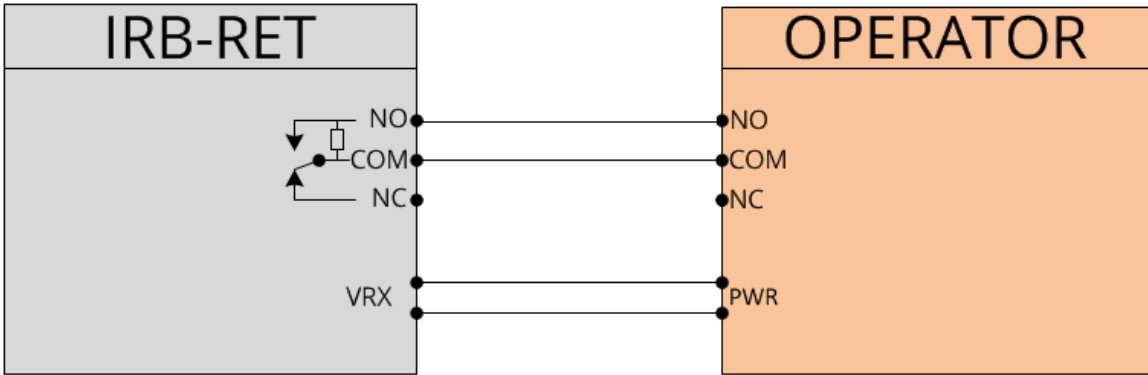 IRB-RET
OPERATOR
NO
NO
COM
COM
NC
NC
VRX
PWR